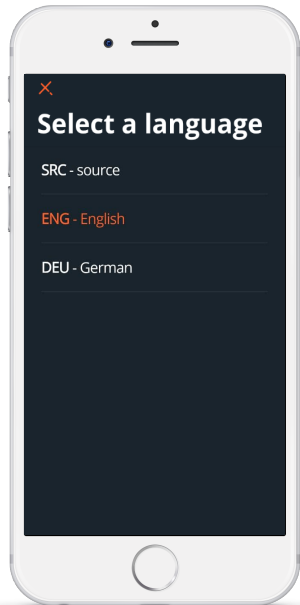 Select a language
SRC - source
ENG - English
DEU - German